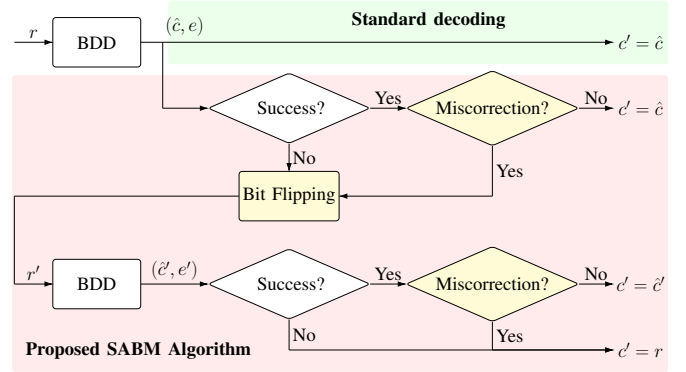 Standard decoding
r
BDD
(ĉ, e)
c′ = ĉ
Success?
Yes
Miscorrection?
No
c′ = ĉ
No
Yes
Bit Flipping
r′
BDD
(ĉ′, e′)
Success?
Yes
Miscorrection?
No
c′ = ĉ′
No
Yes
c′ = r
Proposed SABM Algorithm